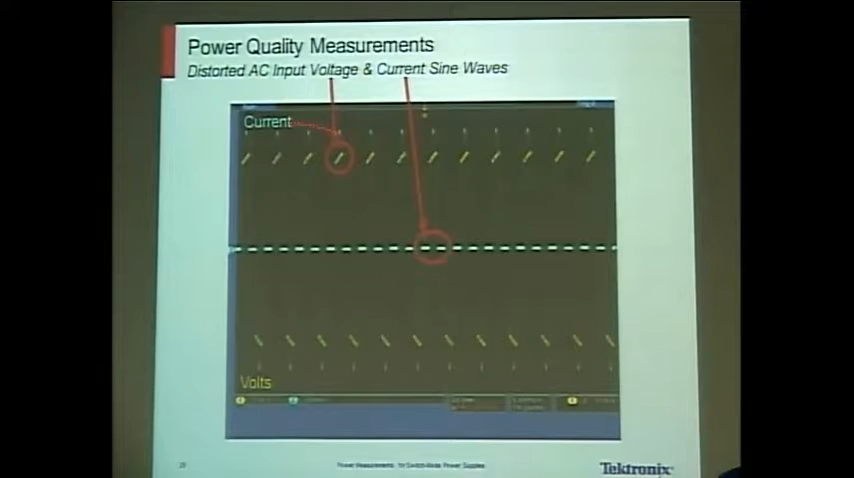 Power Quality Measurements
Distorted AC Input Voltage & Current Sine Waves
Current
Volts
Power Measurements for Switch-Mode Power Supplies
Tektronix